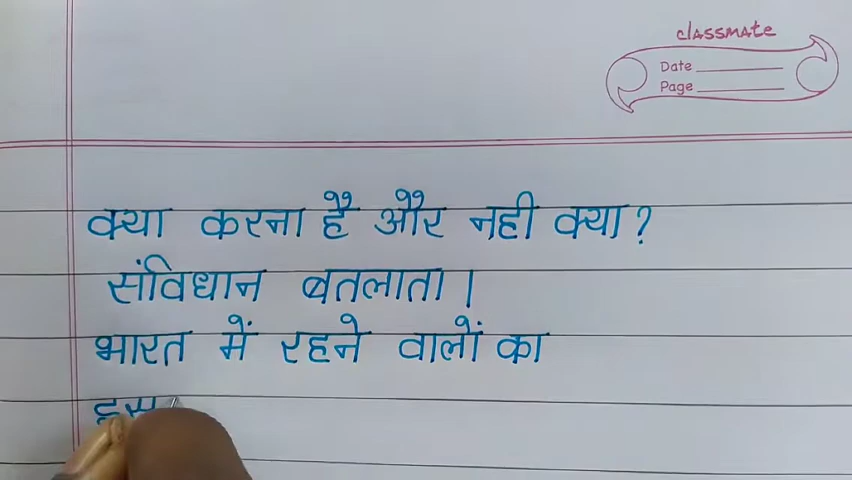 classmate
Date
Page
क्या करना है और नही क्या?
संविधान बतलाता।
भारत में रहने वालों का